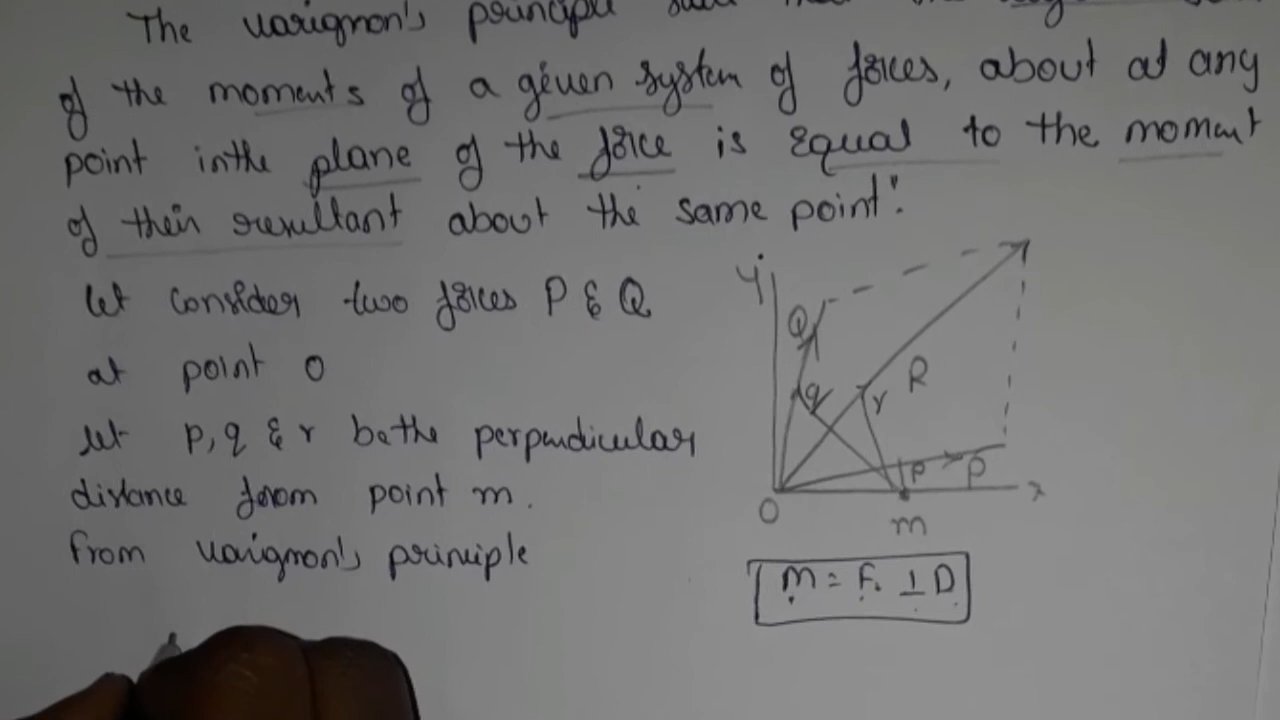 The varignon's principle
of the moments of a given system of forces, about at any
point inthe plane of the force is equal to the moment
of their resultant about the same point".
let consider two forces P & Q
at point O
let p, q & r be the perpendicular
distance from point m.
From varignon's principle
y
Q
q
R
r
p
P
O
m
x
M = F. ⊥ D